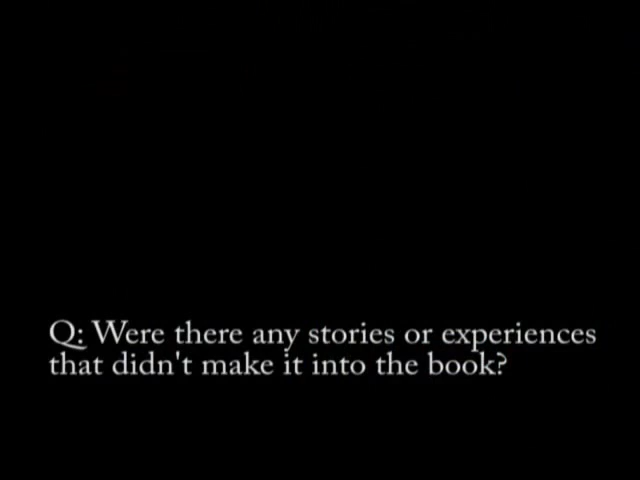 Q: Were there any stories or experiences
that didn't make it into the book?